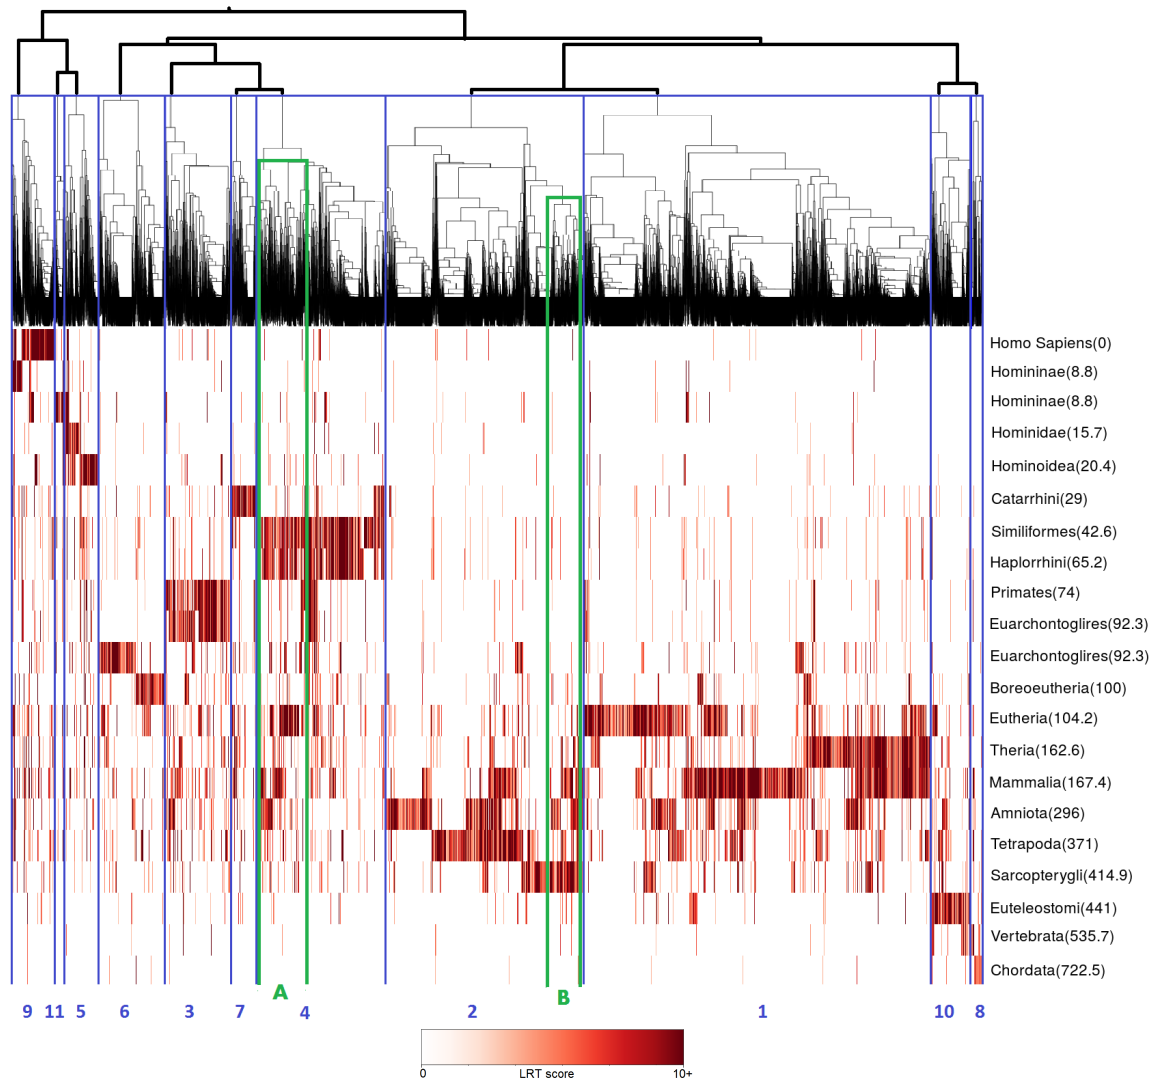 Homo Sapiens(0)
Homininae(8.8)
Homininae(8.8)
Hominidae(15.7)
Hominoidea(20.4)
Catarrhini(29)
Similiformes(42.6)
Haplorrhini(65.2)
Primates(74)
Euarchontoglires(92.3)
Euarchontoglires(92.3)
Boreoeutheria(100)
Eutheria(104.2)
Theria(162.6)
Mammalia(167.4)
Amniota(296)
Tetrapoda(371)
Sarcopterygli(414.9)
Euteleostomi(441)
Vertebrata(535.7)
Chordata(722.5)
A B
9 11 5 6 3 7 4 2 1 10 8
0 LRT score 10+